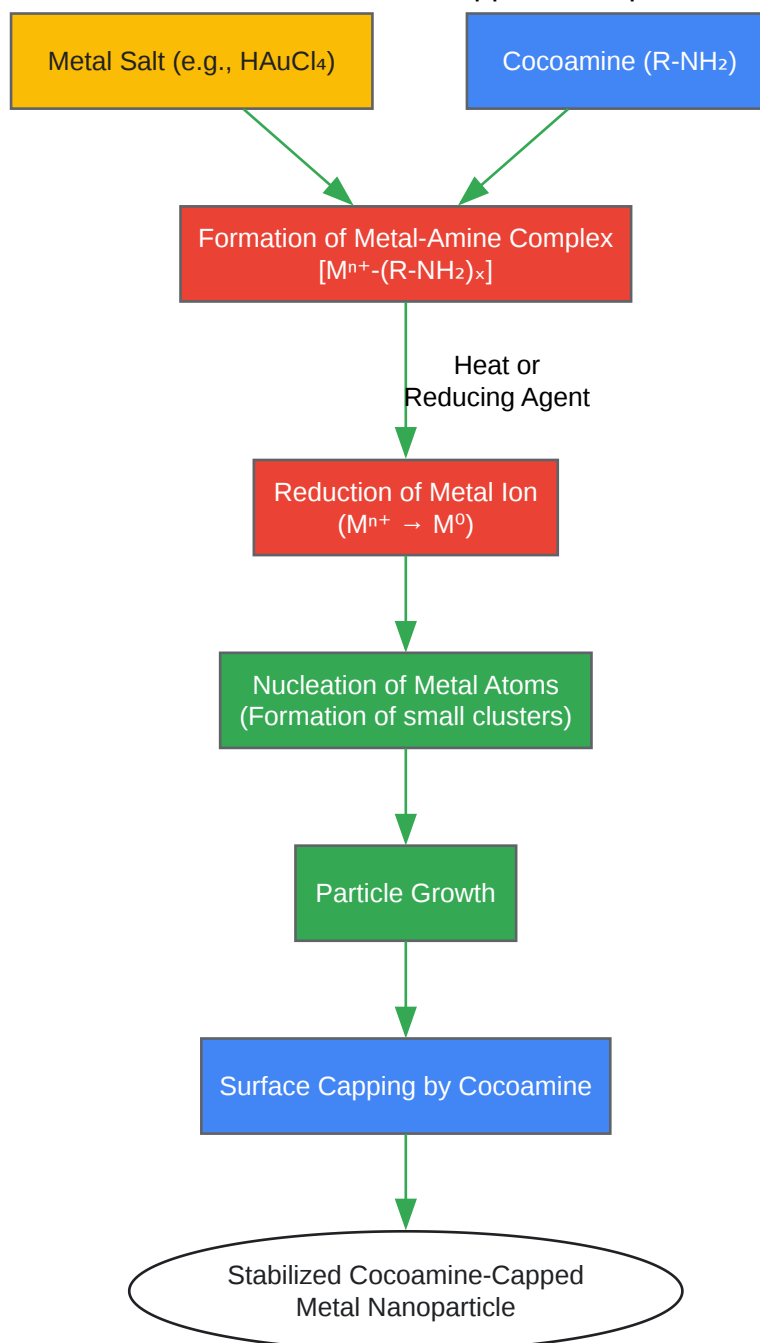 Metal Salt (e.g., HAuCl₄)
Cocoamine (R-NH₂)
Formation of Metal-Amine Complex
[Mⁿ⁺-(R-NH₂)ₓ]
Heat or
Reducing Agent
Reduction of Metal Ion
(Mⁿ⁺ → M⁰)
Nucleation of Metal Atoms
(Formation of small clusters)
Particle Growth
Surface Capping by Cocoamine
Stabilized Cocoamine-Capped
Metal Nanoparticle